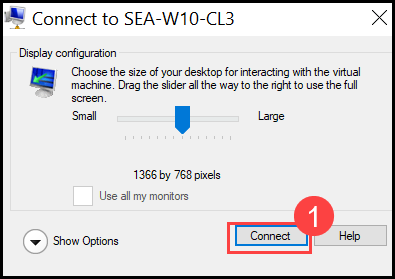 Connect to SEA-W10-CL3
Display configuration
Choose the size of your desktop for interacting with the virtual
machine. Drag the slider all the way to the right to use the full
screen.
Small Large
1366 by 768 pixels
Use all my monitors
1
Show Options Connect Help